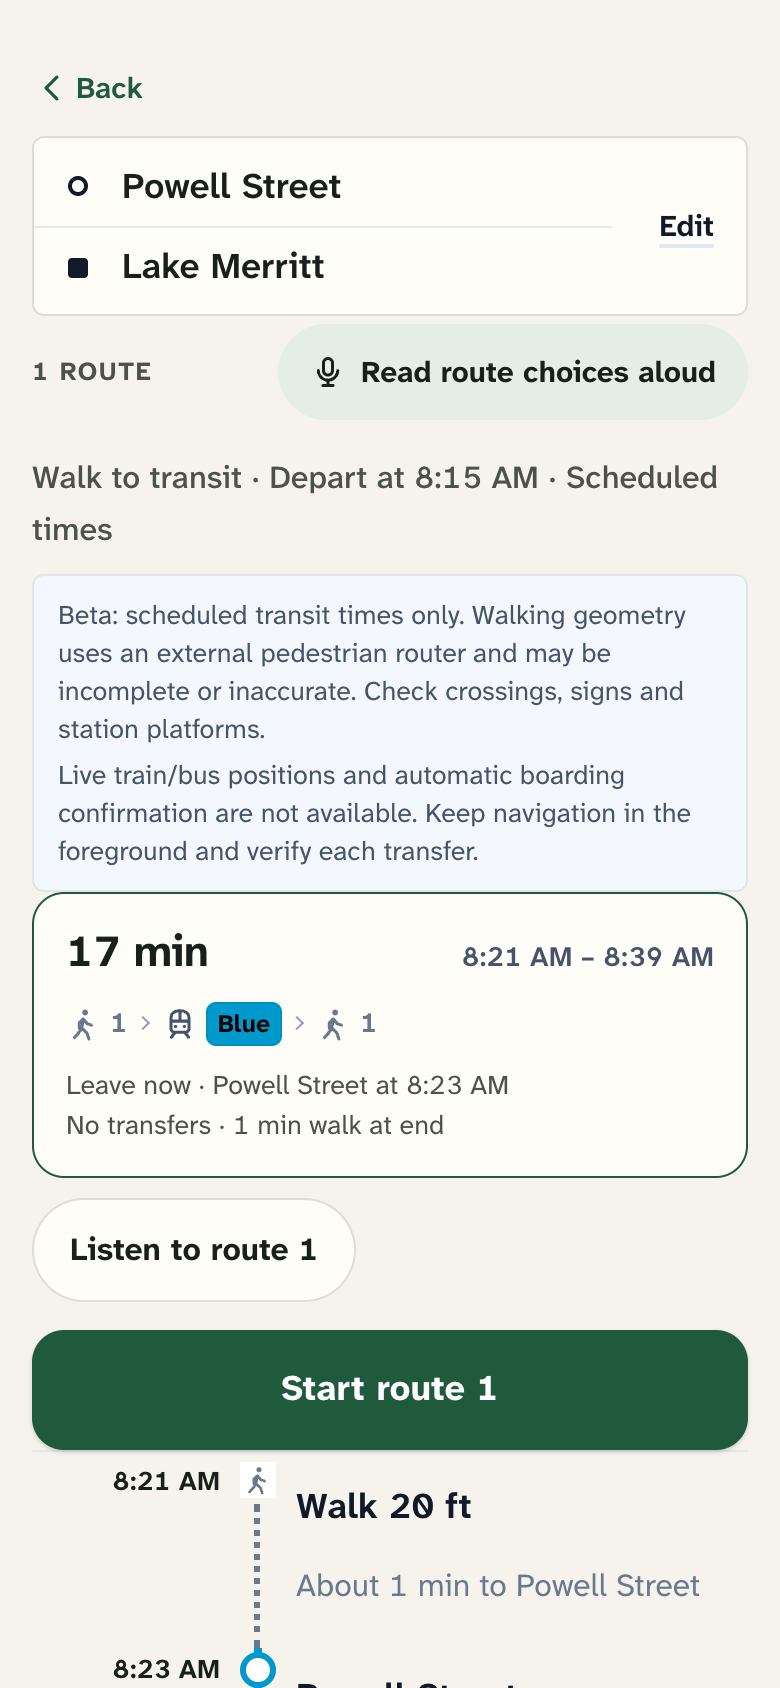 Back
Powell Street
Edit
Lake Merritt
1 ROUTE
Read route choices aloud
Walk to transit · Depart at 8:15 AM · Scheduled
times
Beta: scheduled transit times only. Walking geometry
uses an external pedestrian router and may be
incomplete or inaccurate. Check crossings, signs and
station platforms.
Live train/bus positions and automatic boarding
confirmation are not available. Keep navigation in the
foreground and verify each transfer.
17 min
8:21 AM – 8:39 AM
1 > Blue > 1
Leave now · Powell Street at 8:23 AM
No transfers · 1 min walk at end
Listen to route 1
Start route 1
8:21 AM
Walk 20 ft
About 1 min to Powell Street
8:23 AM